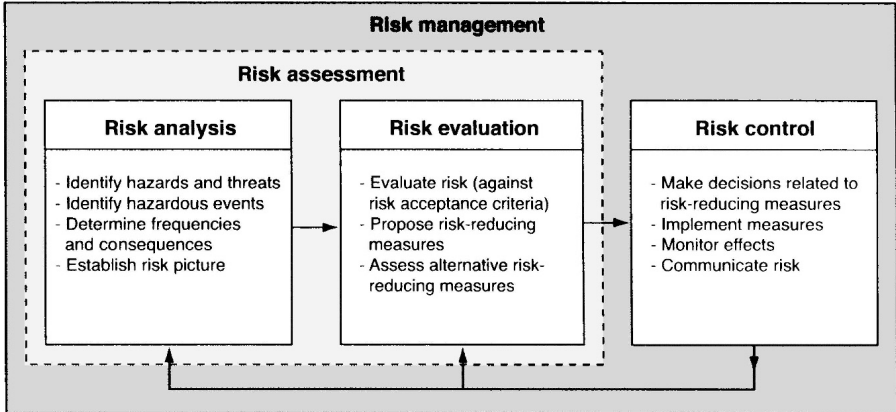 Risk management
Risk assessment
Risk analysis
- Identify hazards and threats
- Identify hazardous events
- Determine frequencies
and consequences
- Establish risk picture
Risk evaluation
- Evaluate risk (against
risk acceptance criteria)
- Propose risk-reducing
measures
- Assess alternative risk-
reducing measures
Risk control
- Make decisions related to
risk-reducing measures
- Implement measures
- Monitor effects
- Communicate risk